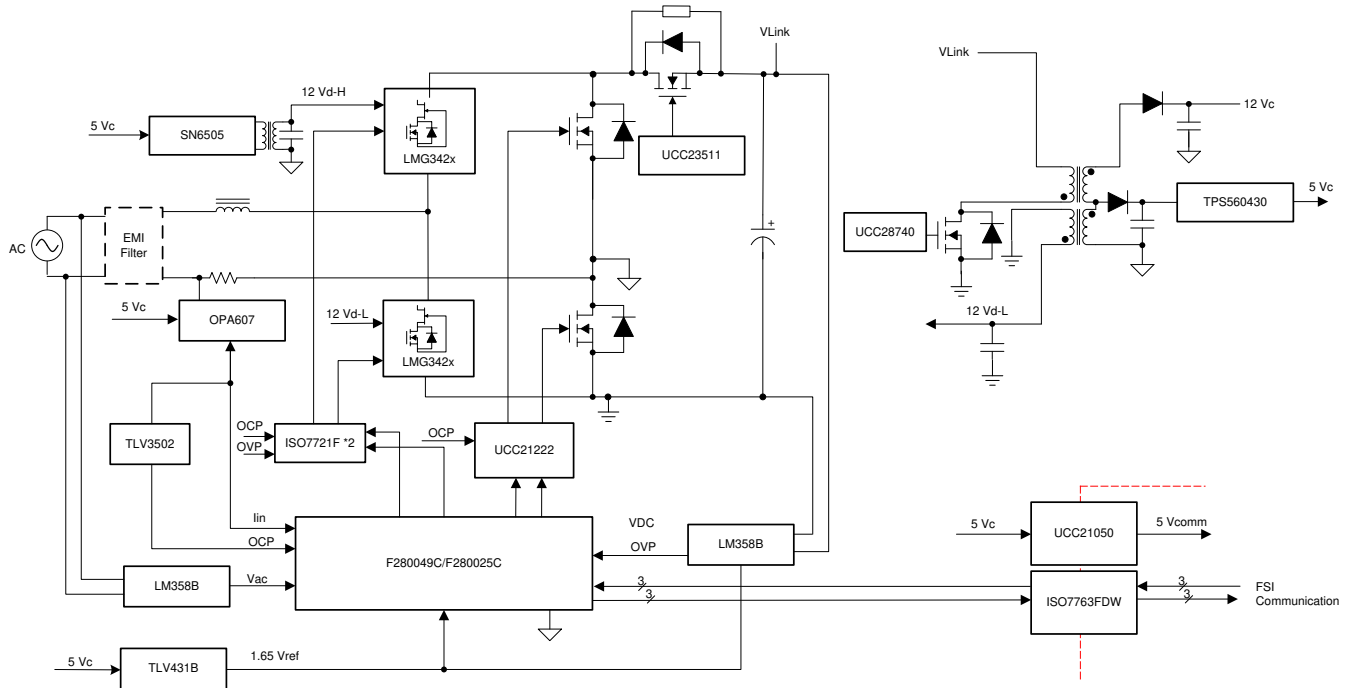 VLink
VLink
12 Vd-H
5 Vc
SN6505
LMG342x
UCC23511
12 Vc
5 Vc
TPS560430
UCC28740
AC
EMI
Filter
+
5 Vc
OPA607
12 Vd-L
LMG342x
12 Vd-L
TLV3502
OCP
OVP
ISO7721F *2
OCP
UCC21222
Iin
OCP
F280049C/F280025C
VDC
OVP
LM358B
5 Vc
UCC21050
5 Vcomm
LM358B
Vac
3
3
ISO7763FDW
3
3
FSI
Communication
5 Vc
TLV431B
1.65 Vref